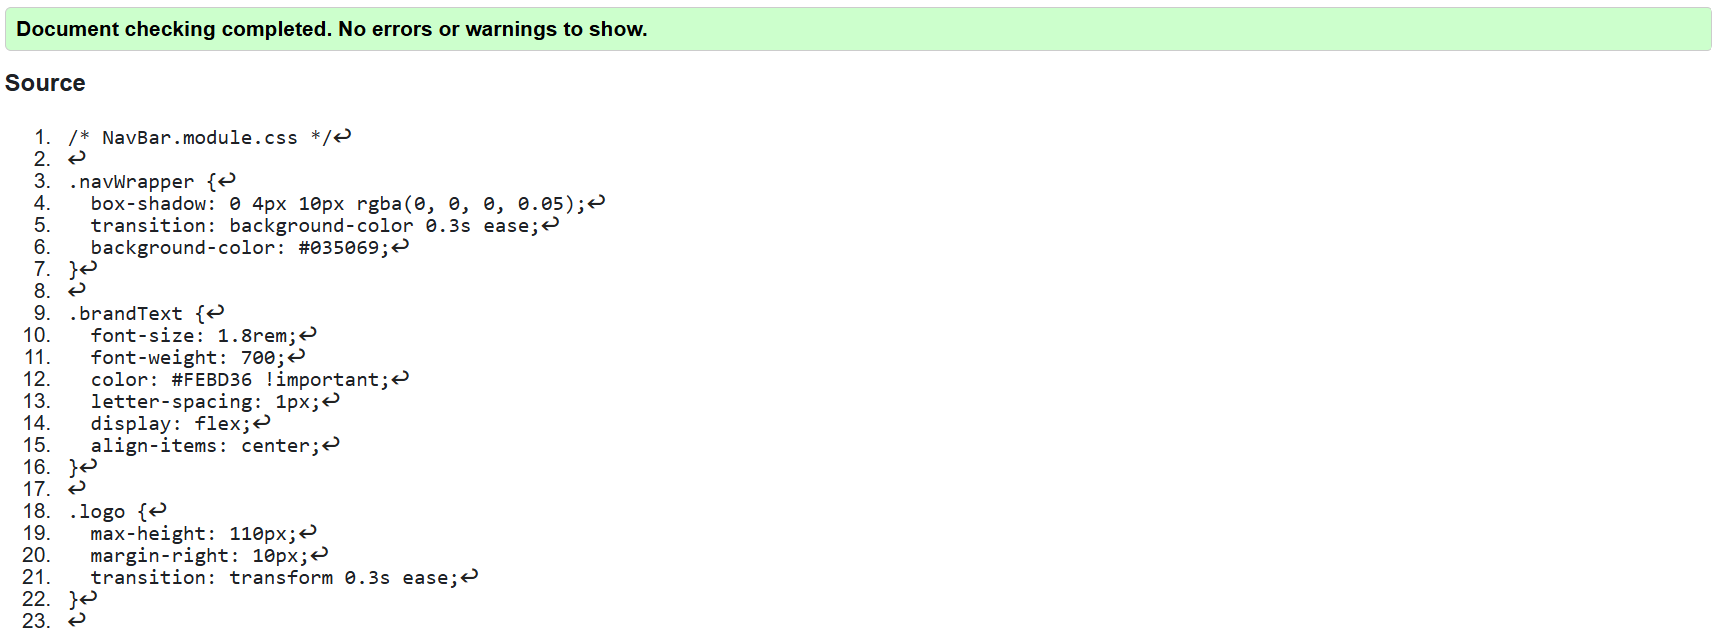 Document checking completed. No errors or warnings to show.
Source
1. /* NavBar.module.css */↩
2. ↩
3. .navWrapper {↩
4.   box-shadow: 0 4px 10px rgba(0, 0, 0, 0.05);↩
5.   transition: background-color 0.3s ease;↩
6.   background-color: #035069;↩
7. }↩
8. ↩
9. .brandText {↩
10.   font-size: 1.8rem;↩
11.   font-weight: 700;↩
12.   color: #FEBD36 !important;↩
13.   letter-spacing: 1px;↩
14.   display: flex;↩
15.   align-items: center;↩
16. }↩
17. ↩
18. .logo {↩
19.   max-height: 110px;↩
20.   margin-right: 10px;↩
21.   transition: transform 0.3s ease;↩
22. }↩
23. ↩